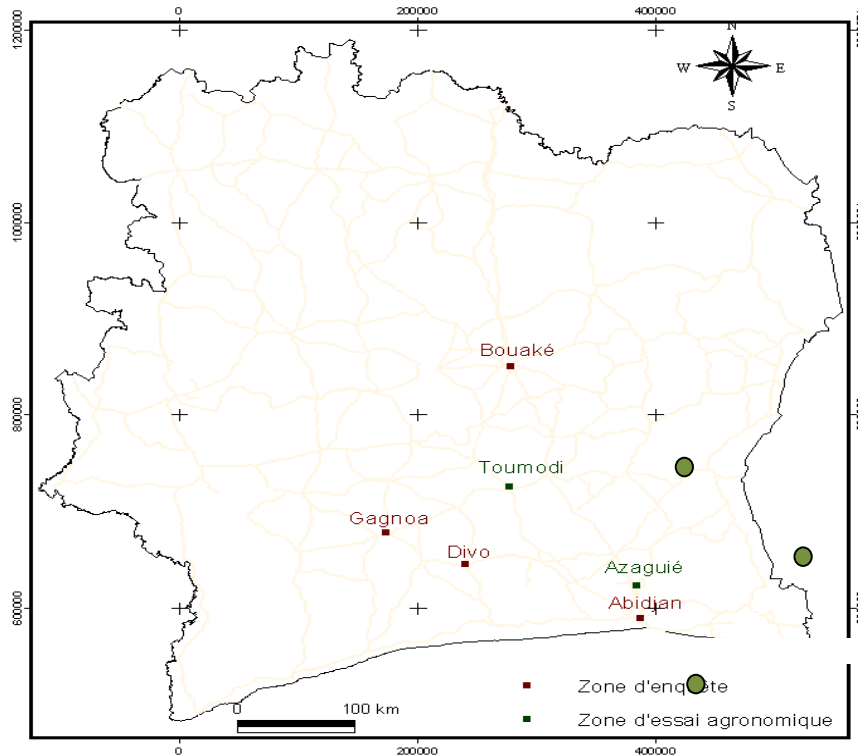 0 200000 400000
1200000
N
W E
S
1000000
Bouaké
800000
Toumodi
Gagnoa
Divo
Azaguié
Abidjan
600000
Zone d'enquête
0 100 km
Zone d'essai agronomique
0 200000 400000